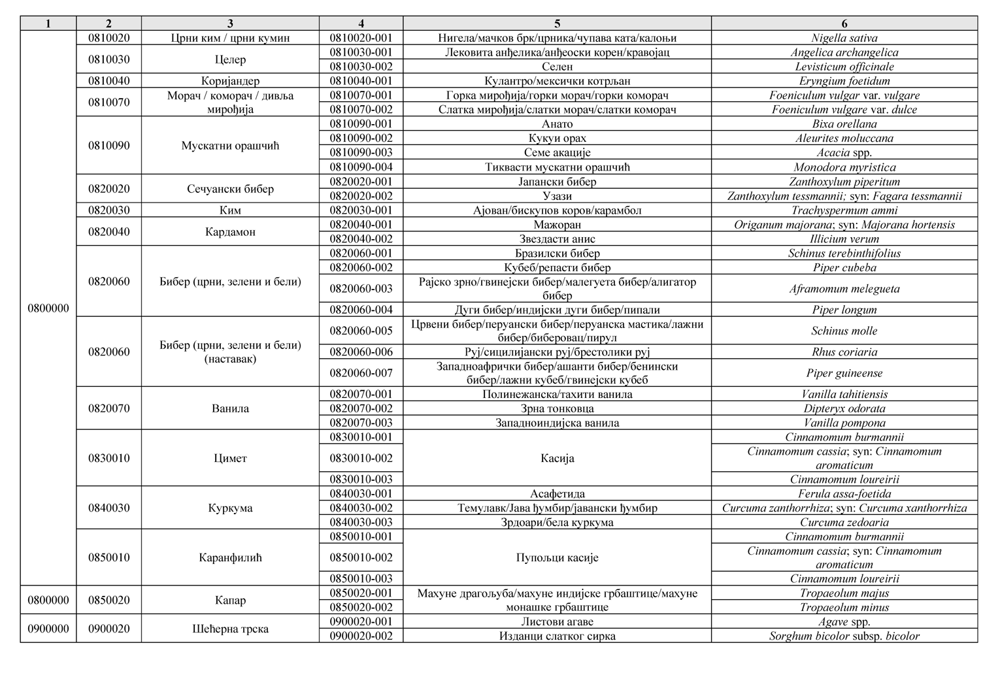 1 2 3 4 5 6
0800000
0810020 Црни ким / црни кумин 0810020-001 Нигела/мачков брк/црника/чупава ката/калоњи Nigella sativa
0810030 Целер 0810030-001 Лековита анђелика/анђеоски корен/кравојац Angelica archangelica
0810030-002 Селен Levisticum officinale
0810040 Коријандер 0810040-001 Кулантро/мексички котрљан Eryngium foetidum
0810070 Морач / коморач / дивља
мирођија
0810070-001 Горка мирођија/горки морач/горки коморач Foeniculum vulgar var. vulgare
0810070-002 Слатка мирођија/слатки морач/слатки коморач Foeniculum vulgare var. dulce
0810090 Мускатни орашчић 0810090-001 Анато Bixa orellana
0810090-002 Кукуи орах Aleurites moluccana
0810090-003 Семе акације Acacia spp.
0810090-004 Тиквасти мускатни орашчић Monodora myristica
0820020 Сечуански бибер 0820020-001 Јапански бибер Zanthoxylum piperitum
0820020-002 Узази Zanthoxylum tessmannii; syn: Fagara tessmannii
0820030 Ким 0820030-001 Ајован/бискупов коров/карамбол Trachyspermum ammi
0820040 Кардамон 0820040-001 Мажоран Origanum majorana; syn: Majorana hortensis
0820040-002 Звездасти анис Illicium verum
0820060 Бибер (црни, зелени и бели) 0820060-001 Бразилски бибер Schinus terebinthifolius
0820060-002 Кубеб/репасти бибер Piper cubeba
0820060-003 Рајско зрно/гвинејски бибер/малегуета бибер/алигатор
бибер Aframomum melegueta
0820060-004 Дуги бибер/индијски дуги бибер/пипали Piper longum
0820060 Бибер (црни, зелени и бели)
(наставак)
0820060-005 Црвени бибер/перуански бибер/перуанска мастика/лажни
бибер/биберовац/пирул Schinus molle
0820060-006 Руј/сицилијански руј/брестолики руј Rhus coriaria
0820060-007 Западноафрички бибер/ашанти бибер/бенински
бибер/лажни кубеб/гвинејски кубеб Piper guineense
0820070 Ванила 0820070-001 Полинежанска/тахити ванила Vanilla tahitiensis
0820070-002 Зрна тонковца Dipteryx odorata
0820070-003 Западноиндијска ванила Vanilla pompona
0830010 Цимет 0830010-001 Касија Cinnamomum burmannii
0830010-002 Cinnamomum cassia; syn: Cinnamomum
aromaticum
0830010-003 Cinnamomum loureirii
0840030 Куркума 0840030-001 Асафетида Ferula assa-foetida
0840030-002 Темулавк/Јава ђумбир/јавански ђумбир Curcuma zanthorrhiza; syn: Curcuma xanthorrhiza
0840030-003 Зрдоари/бела куркума Curcuma zedoaria
0850010 Каранфилић 0850010-001 Пупољци касије Cinnamomum burmannii
0850010-002 Cinnamomum cassia; syn: Cinnamomum
aromaticum
0850010-003 Cinnamomum loureirii
0800000 0850020 Капар 0850020-001 Махуне драгољуба/махуне индијске грбаштице/махуне Tropaeolum majus
0850020-002 монашке грбаштице Tropaeolum minus
0900000 0900020 Шећерна трска 0900020-001 Листови агаве Agave spp.
0900020-002 Изданци слатког сирка Sorghum bicolor subsp. bicolor